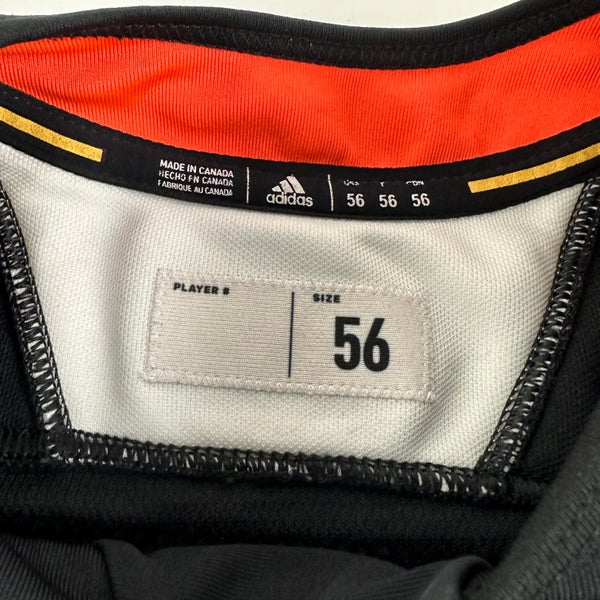 MADE IN CANADA
HECHO EN CANADA
FABRIQUE AU CANADA
adidas
56 56 56
PLAYER #
SIZE
56